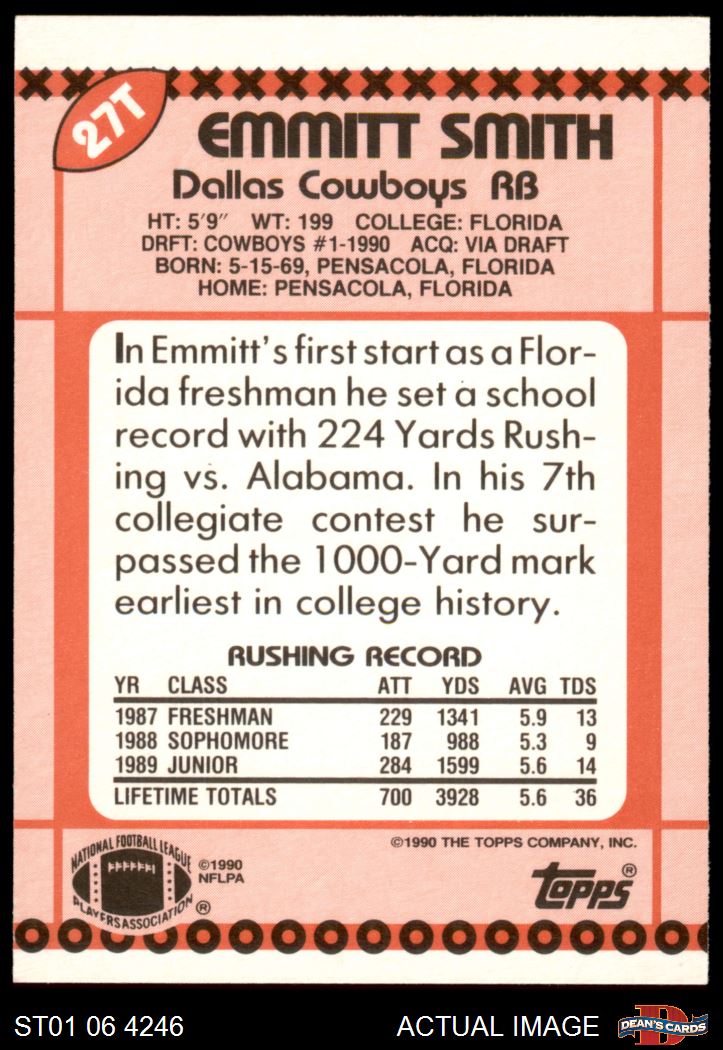 27T
EMMITT SMITH
Dallas Cowboys RB
HT: 5'9" WT: 199 COLLEGE: FLORIDA
DRFT: COWBOYS #1-1990 ACQ: VIA DRAFT
BORN: 5-15-69, PENSACOLA, FLORIDA
HOME: PENSACOLA, FLORIDA
In Emmitt's first start as a Flor-
ida freshman he set a school
record with 224 Yards Rush-
ing vs. Alabama. In his 7th
collegiate contest he sur-
passed the 1000-Yard mark
earliest in college history.
RUSHING RECORD
YR CLASS ATT YDS AVG TDS
1987 FRESHMAN 229 1341 5.9 13
1988 SOPHOMORE 187 988 5.3 9
1989 JUNIOR 284 1599 5.6 14
LIFETIME TOTALS 700 3928 5.6 36
©1990 THE TOPPS COMPANY, INC.
NATIONAL FOOTBALL LEAGUE
PLAYERS ASSOCIATION ®
©1990
NFLPA
topps®
ST01 06 4246 ACTUAL IMAGE
D
DEAN'S CARDS